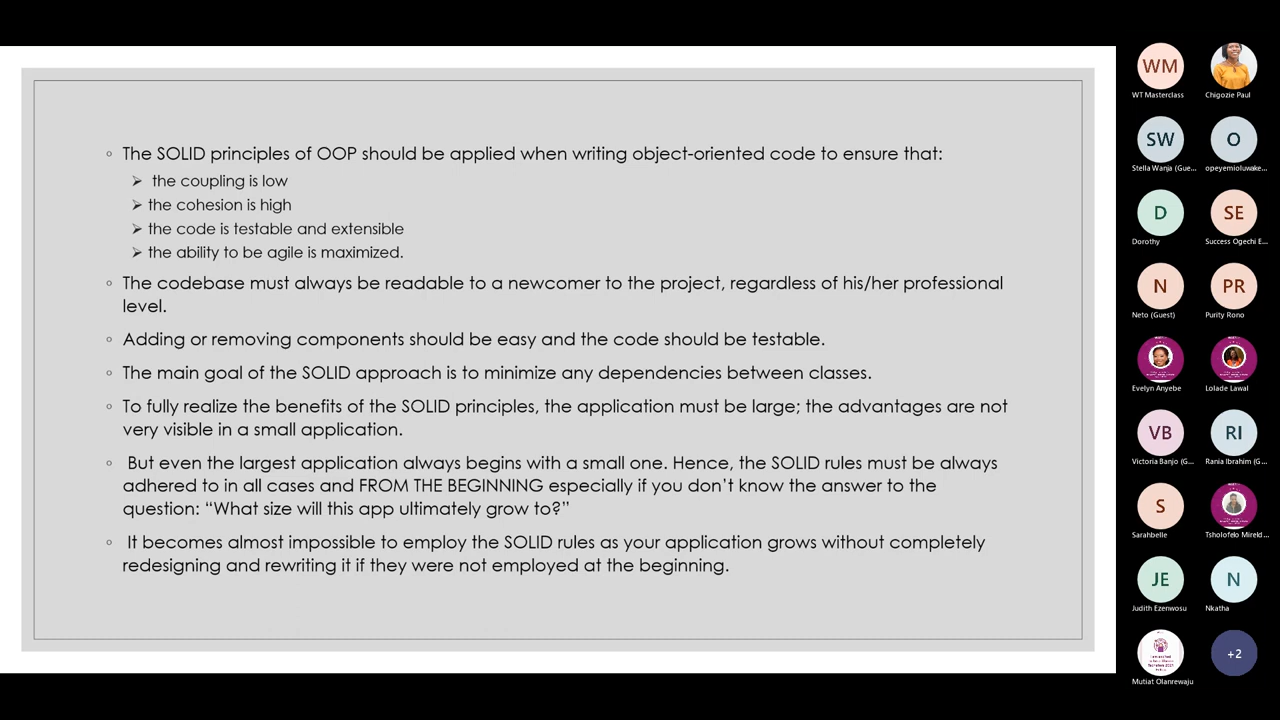 The SOLID principles of OOP should be applied when writing object-oriented code to ensure that:
the coupling is low
the cohesion is high
the code is testable and extensible
the ability to be agile is maximized.
The codebase must always be readable to a newcomer to the project, regardless of his/her professional
level.
Adding or removing components should be easy and the code should be testable.
The main goal of the SOLID approach is to minimize any dependencies between classes.
To fully realize the benefits of the SOLID principles, the application must be large; the advantages are not
very visible in a small application.
But even the largest application always begins with a small one. Hence, the SOLID rules must be always
adhered to in all cases and FROM THE BEGINNING especially if you don't know the answer to the
question: “What size will this app ultimately grow to?”
It becomes almost impossible to employ the SOLID rules as your application grows without completely
redesigning and rewriting it if they were not employed at the beginning.
WM
WT Masterclass
Chigozie Paul
SW
O
Stella Wanja (Gue...
opeyemioluwake...
D
SE
Dorothy
Success Ogechi E...
N
PR
Neto (Guest)
Purity Rono
Evelyn Anyebe
Lolade Lawal
VB
RI
Victoria Banjo (G...
Rania Ibrahim (G...
S
Sarahbelle
Tsholofelo Mireld...
JE
N
Judith Ezenwosu
Nkatha
+2
Mutiat Olanrewaju